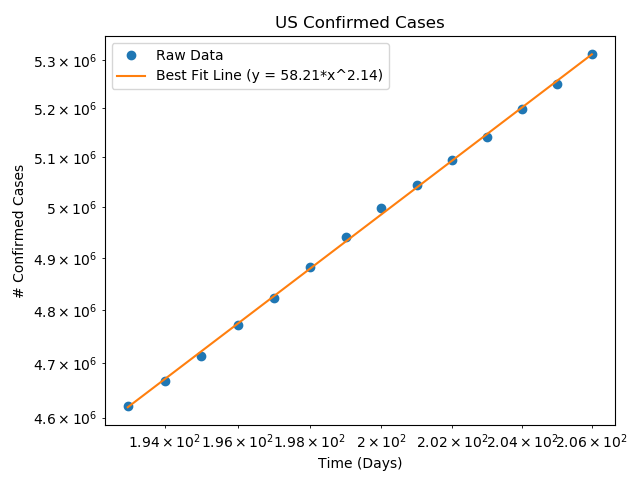 US Confirmed Cases
Raw Data
Best Fit Line (y = 58.21*x^2.14)
5.3 × 10⁶
5.2 × 10⁶
5.1 × 10⁶
5 × 10⁶
4.9 × 10⁶
4.8 × 10⁶
4.7 × 10⁶
4.6 × 10⁶
# Confirmed Cases
1.94 × 10² 1.96 × 10² 1.98 × 10² 2 × 10² 2.02 × 10² 2.04 × 10² 2.06 × 10²
Time (Days)